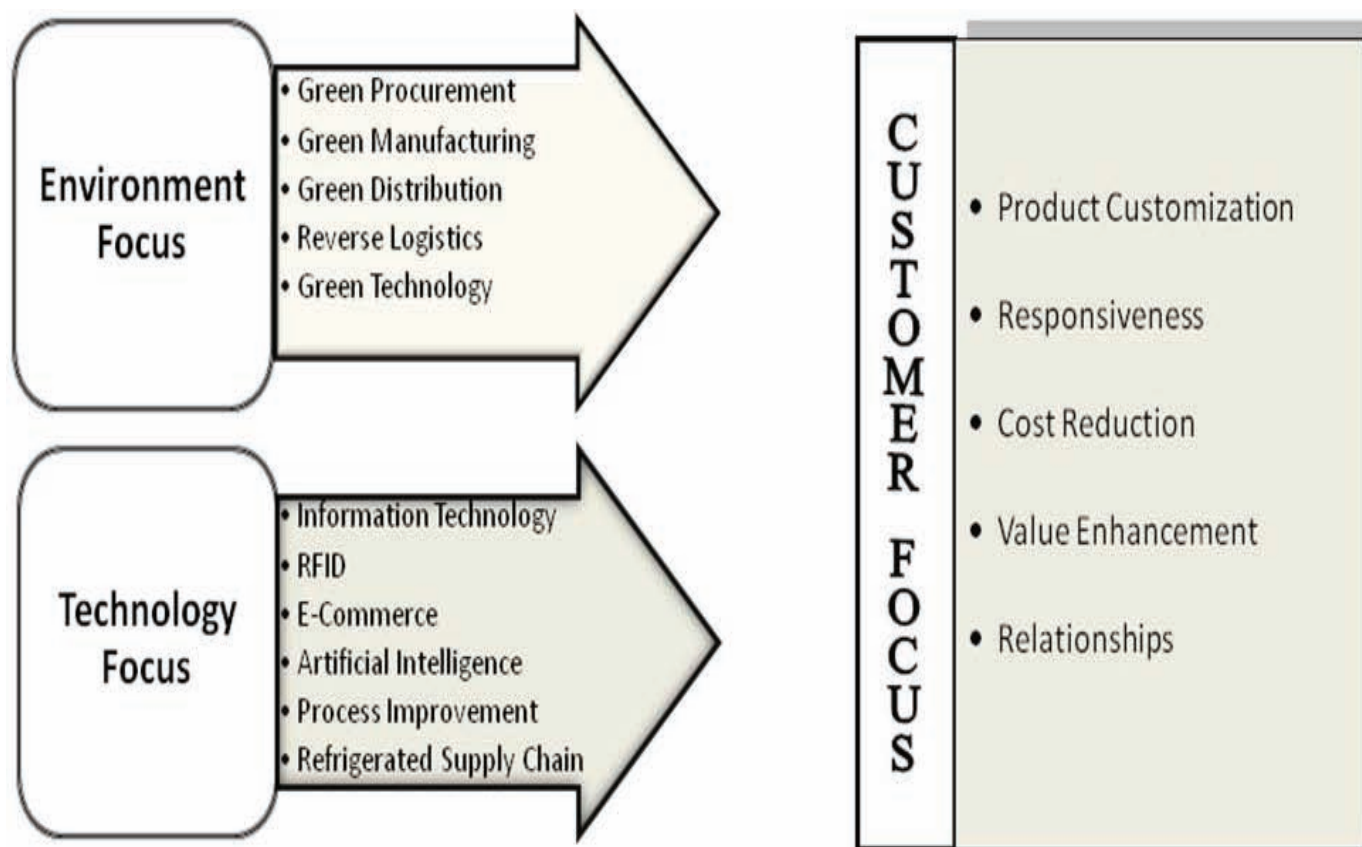 Environment
Focus
• Green Procurement
• Green Manufacturing
• Green Distribution
• Reverse Logistics
• Green Technology
Technology
Focus
• Information Technology
• RFID
• E-Commerce
• Artificial Intelligence
• Process Improvement
• Refrigerated Supply Chain
CUSTOMER FOCUS
• Product Customization
• Responsiveness
• Cost Reduction
• Value Enhancement
• Relationships